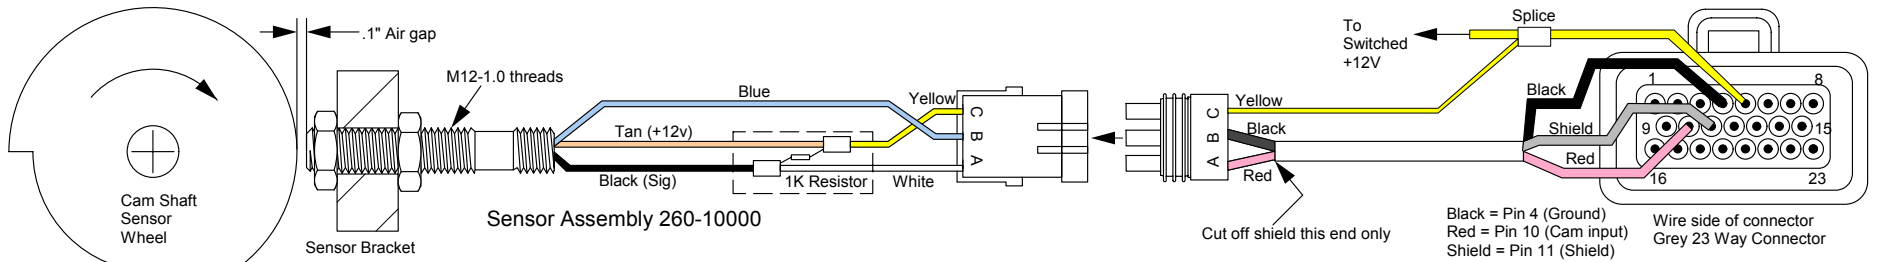 .1" Air gap
M12-1.0 threads
Cam Shaft
Sensor
Wheel
Sensor Bracket
Blue
Tan (+12v)
Black (Sig)
1K Resistor
Yellow
White
C
B
A
Sensor Assembly 260-10000
C
B
A
Yellow
Black
Red
Cut off shield this end only
To
Switched
+12V
Splice
Black
Shield
Red
1
8
9
15
16
23
Black = Pin 4 (Ground)
Red = Pin 10 (Cam input)
Shield = Pin 11 (Shield)
Wire side of connector
Grey 23 Way Connector